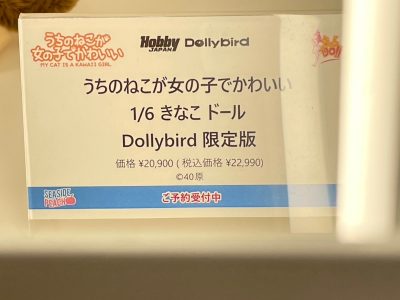 うちのねこが
女の子でかわいい
MY CAT IS A KAWAII GIRL
Hobby JAPAN Dollybird
うちのねこが女の子でかわいい
1/6 きなこ ドール
Dollybird 限定版
価格 ¥20,900 ( 税込価格 ¥22,990)
©40原
SEASIDE PEACH
ご予約受付中